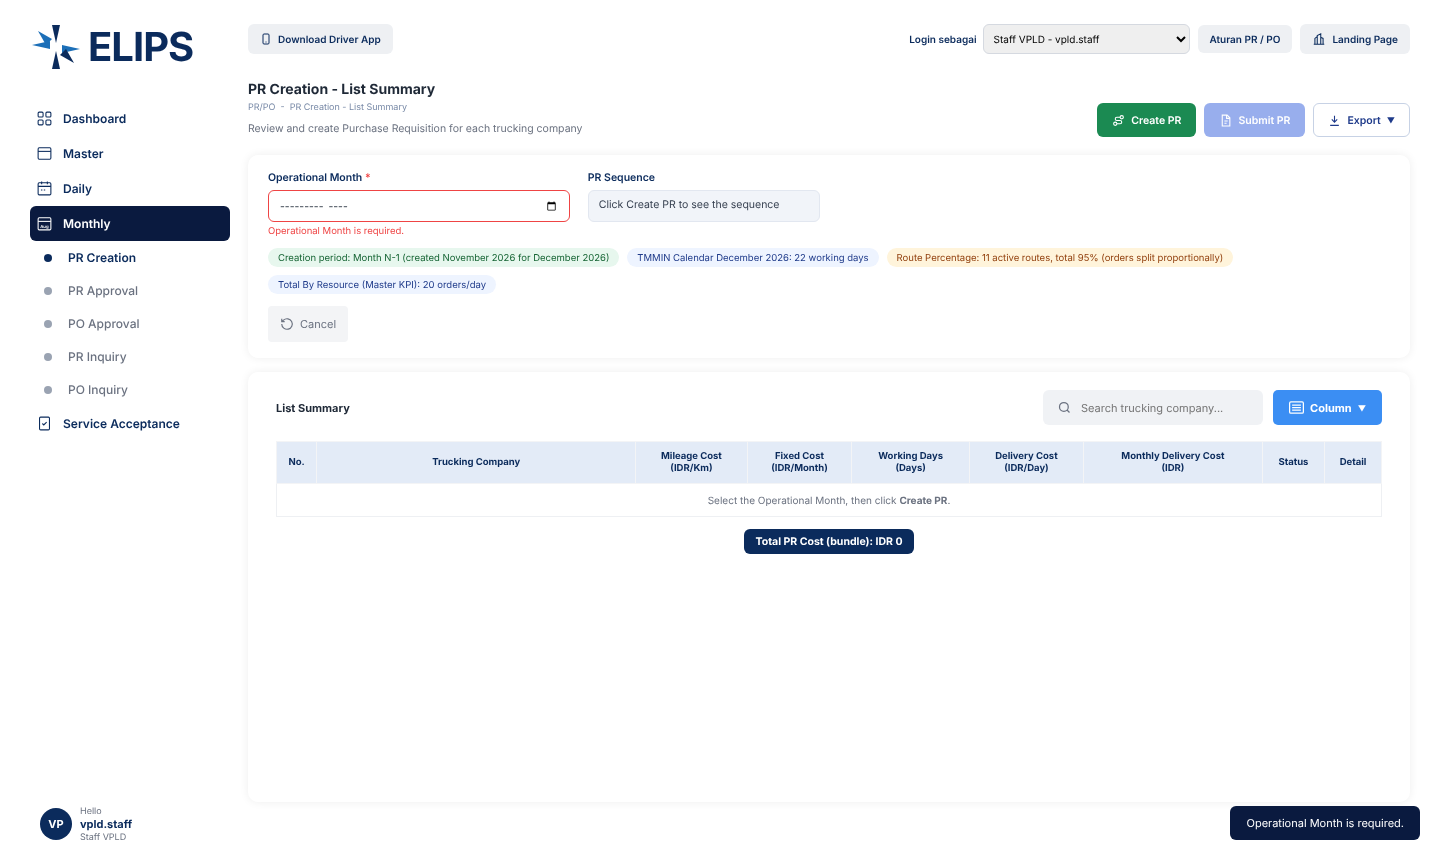 ELIPS
Download Driver App
Login sebagai
Staff VPLD - vpld.staff
Aturan PR / PO
Landing Page
Dashboard
Master
Daily
Monthly
PR Creation
PR Approval
PO Approval
PR Inquiry
PO Inquiry
Service Acceptance
PR Creation - List Summary
PR/PO - PR Creation - List Summary
Review and create Purchase Requisition for each trucking company
Create PR
Submit PR
Export ▼
Operational Month *
--------- ----
Operational Month is required.
PR Sequence
Click Create PR to see the sequence
Creation period: Month N-1 (created November 2026 for December 2026)
TMMIN Calendar December 2026: 22 working days
Route Percentage: 11 active routes, total 95% (orders split proportionally)
Total By Resource (Master KPI): 20 orders/day
Cancel
List Summary
Search trucking company...
Column ▼
No.
Trucking Company
Mileage Cost
(IDR/Km)
Fixed Cost
(IDR/Month)
Working Days
(Days)
Delivery Cost
(IDR/Day)
Monthly Delivery Cost
(IDR)
Status
Detail
Select the Operational Month, then click Create PR.
Total PR Cost (bundle): IDR 0
VP
Hello
vpld.staff
Staff VPLD
Operational Month is required.